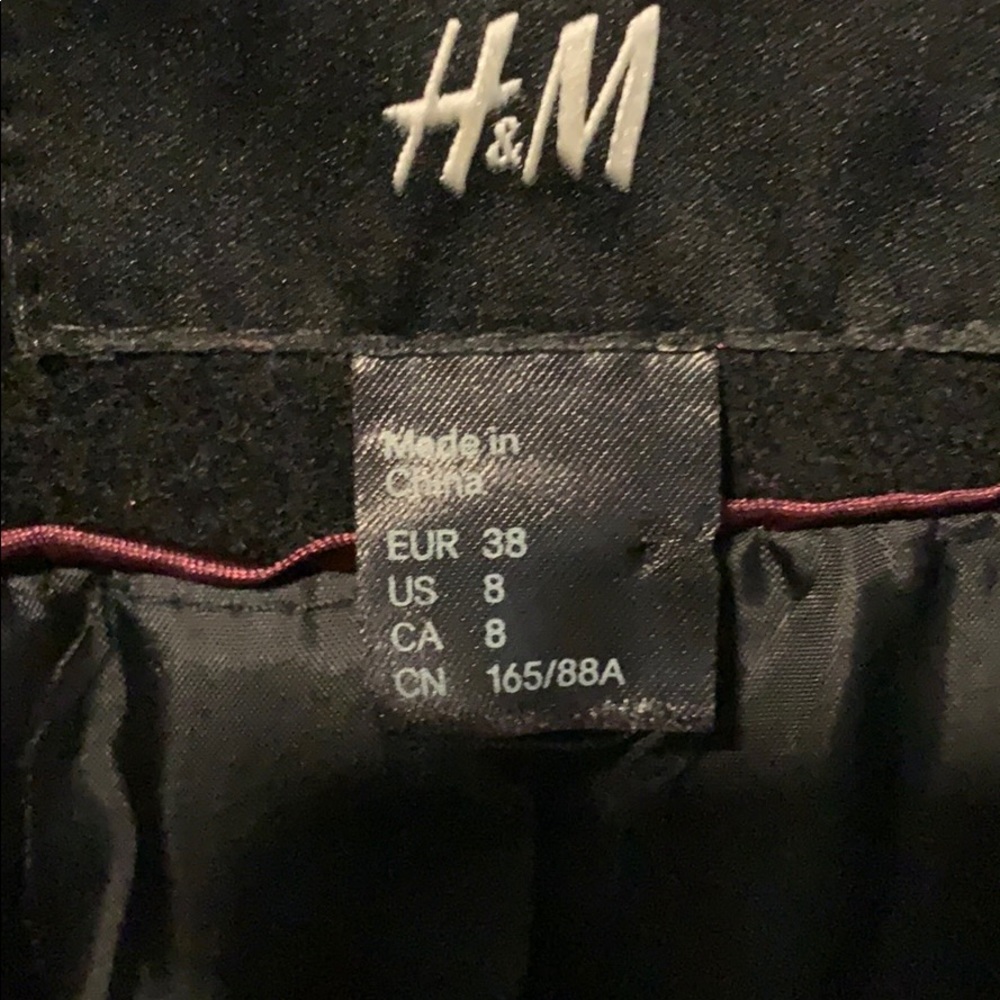 H&M
Made in
China
EUR 38
US 8
CA 8
CN 165/88A